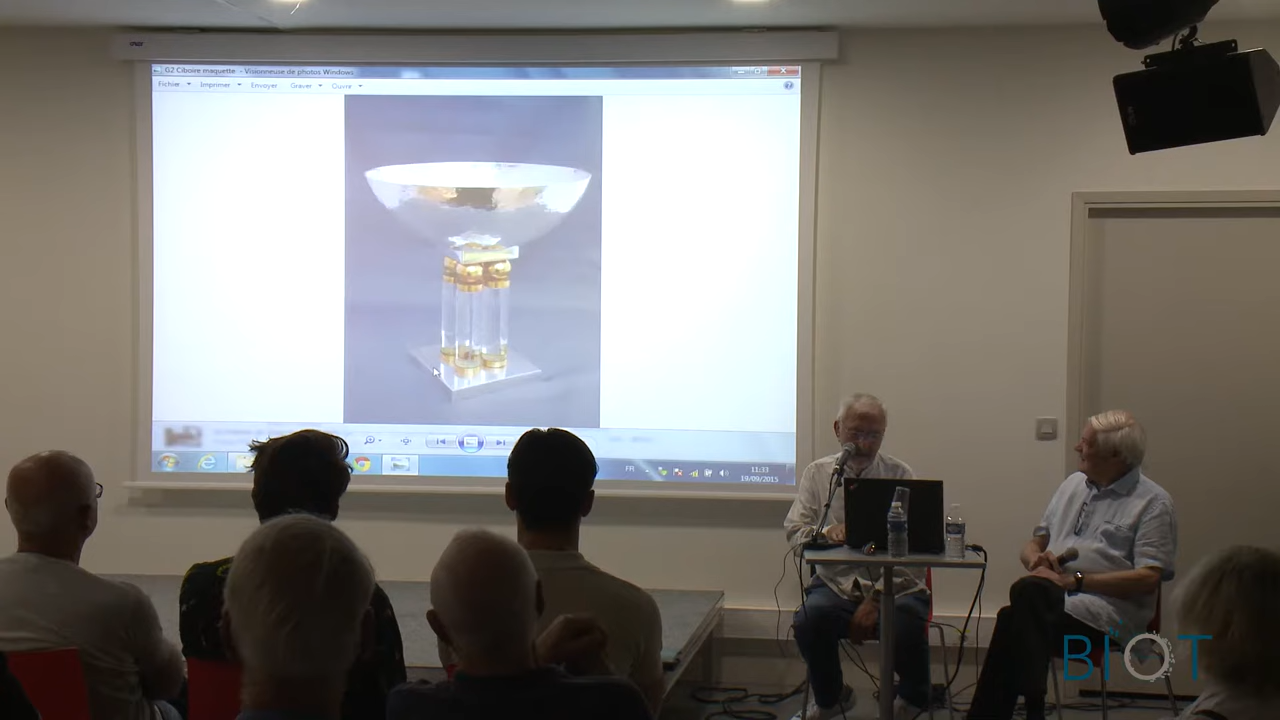 G2 Ciboire maquette - Visionneuse de photos Windows
Fichier Imprimer Envoyer Graver Ouvrir
FR
11:33
19/09/2015
BIOT